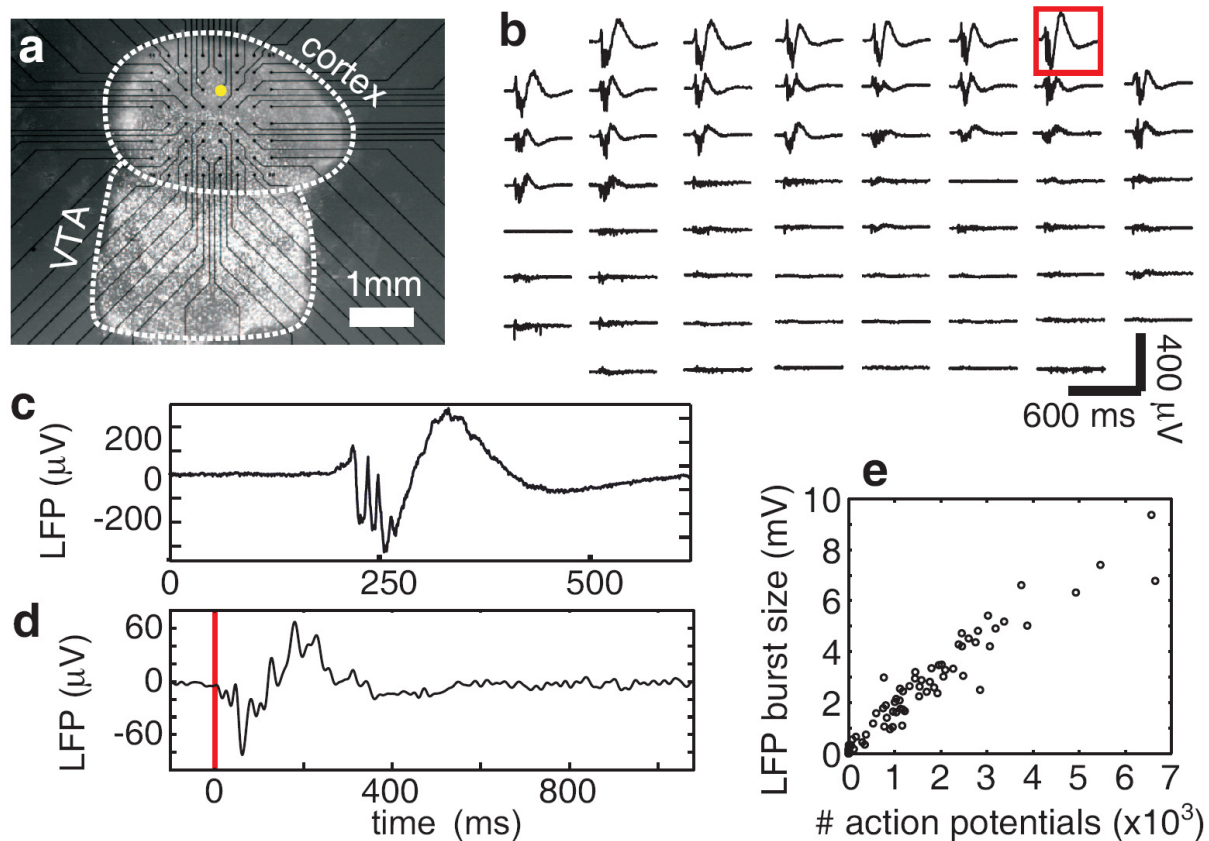 a
cortex
VTA
1mm
b
400 μV
600 ms
c
LFP (μV)
200
0
-200
0
250
500
d
LFP (μV)
60
0
-60
0
400
800
time (ms)
e
LFP burst size (mV)
10
8
6
4
2
0
0
1
2
3
4
5
6
7
# action potentials (x10³)